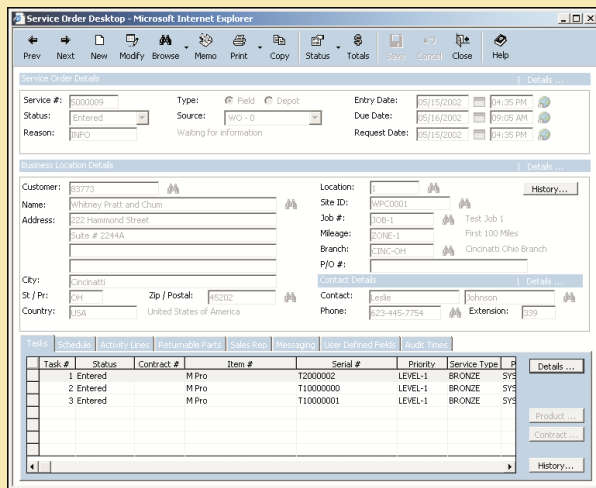 Service Order Desktop - Microsoft Internet Explorer
Prev Next New Modify Browse Memo Print Copy Status Totals Save Cancel Close Help
Service Order Details | Details ...
Service #: S000009 Type: Field Depot Entry Date: 05/15/2002 04:35 PM
Status: Entered Source: WO - 0 Due Date: 05/16/2002 09:05 AM
Reason: INFO Waiting for information Request Date: 05/15/2002 04:35 PM
Business Location Details | Details ...
Customer: 83773 Location: 1 History...
Name: Whitney Pratt and Chum Site ID: WPC0001
Address: 222 Hammond Street Job #: JOB-1 Test Job 1
Suite # 2244A Mileage: ZONE-1 First 100 Miles
Branch: CINC-OH Cincinatti Ohio Branch
P/O #:
City: Cincinatti Contact Details | Details ...
St / Pr: OH Zip / Postal: 45202 Contact: Leslie Johnson
Country: USA United States of America Phone: 623-445-7754 Extension: 339
Tasks Schedule Activity Lines Returnable Parts Sales Rep Messaging User Defined Fields Audit Times
Task # Status Contract # Item # Serial # Priority Service Type P Details ...
1 Entered M Pro T2000002 LEVEL-1 BRONZE SYS
2 Entered M Pro T10000000 LEVEL-1 BRONZE SYS
3 Entered M Pro T10000001 LEVEL-1 BRONZE SYS
Product ...
Contract ...
History...